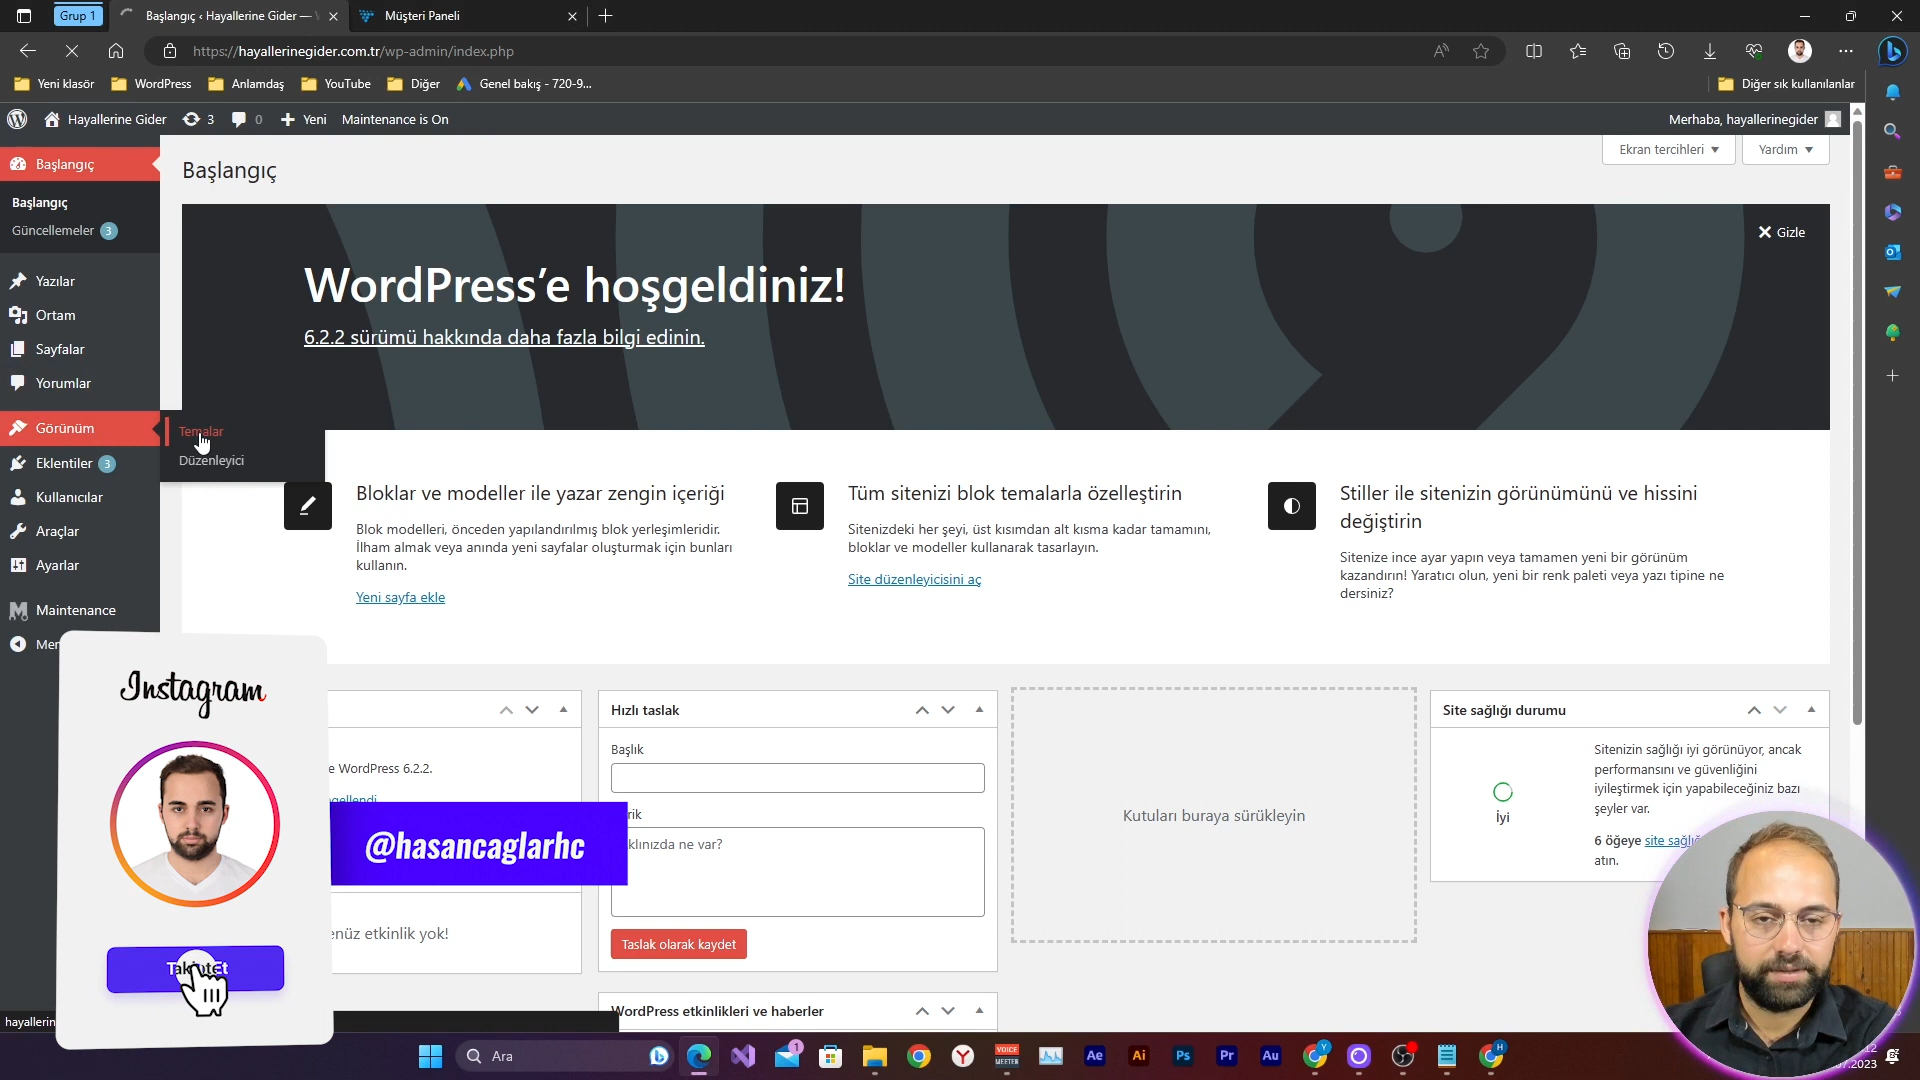 Grup 1
Başlangıç ‹ Hayallerine Gider —
Müşteri Paneli
https://hayallerinegider.com.tr/wp-admin/index.php
Yeni klasör
WordPress
Anlamdaş
YouTube
Diğer
Genel bakış - 720-9...
Diğer sık kullanılanlar
Hayallerine Gider
3
0
Yeni
Maintenance is On
Merhaba, hayallerinegider
Başlangıç
Başlangıç
Güncellemeler 3
Yazılar
Ortam
Sayfalar
Yorumlar
Görünüm
Temalar
Düzenleyici
Eklentiler 3
Kullanıcılar
Araçlar
Ayarlar
Maintenance
Başlangıç
Ekran tercihleri
Yardım
Gizle
WordPress’e hoşgeldiniz!
6.2.2 sürümü hakkında daha fazla bilgi edinin.
Bloklar ve modeller ile yazar zengin içeriği
Blok modelleri, önceden yapılandırılmış blok yerleşimleridir.
İlham almak veya anında yeni sayfalar oluşturmak için bunları
kullanın.
Yeni sayfa ekle
Tüm sitenizi blok temalarla özelleştirin
Sitenizdeki her şeyi, üst kısımdan alt kısma kadar tamamını,
bloklar ve modeller kullanarak tasarlayın.
Site düzenleyicisini aç
Stiller ile sitenizin görünümünü ve hissini
değiştirin
Sitenize ince ayar yapın veya tamamen yeni bir görünüm
kazandırın! Yaratıcı olun, yeni bir renk paleti veya yazı tipine ne
dersiniz?
WordPress 6.2.2.
etkinlik yok!
Hızlı taslak
Başlık
ne var?
Taslak olarak kaydet
WordPress etkinlikleri ve haberler
Kutuları buraya sürükleyin
Site sağlığı durumu
İyi
Sitenizin sağlığı iyi görünüyor, ancak
performansını ve güvenliğini
iyileştirmek için yapabileceğiniz bazı
şeyler var.
6 öğeye site
atın.
Instagram
@hasancaglarhc
Ara
1
VOICE
MEETER
Ae
Ai
Ps
Pr
Au
Y
H